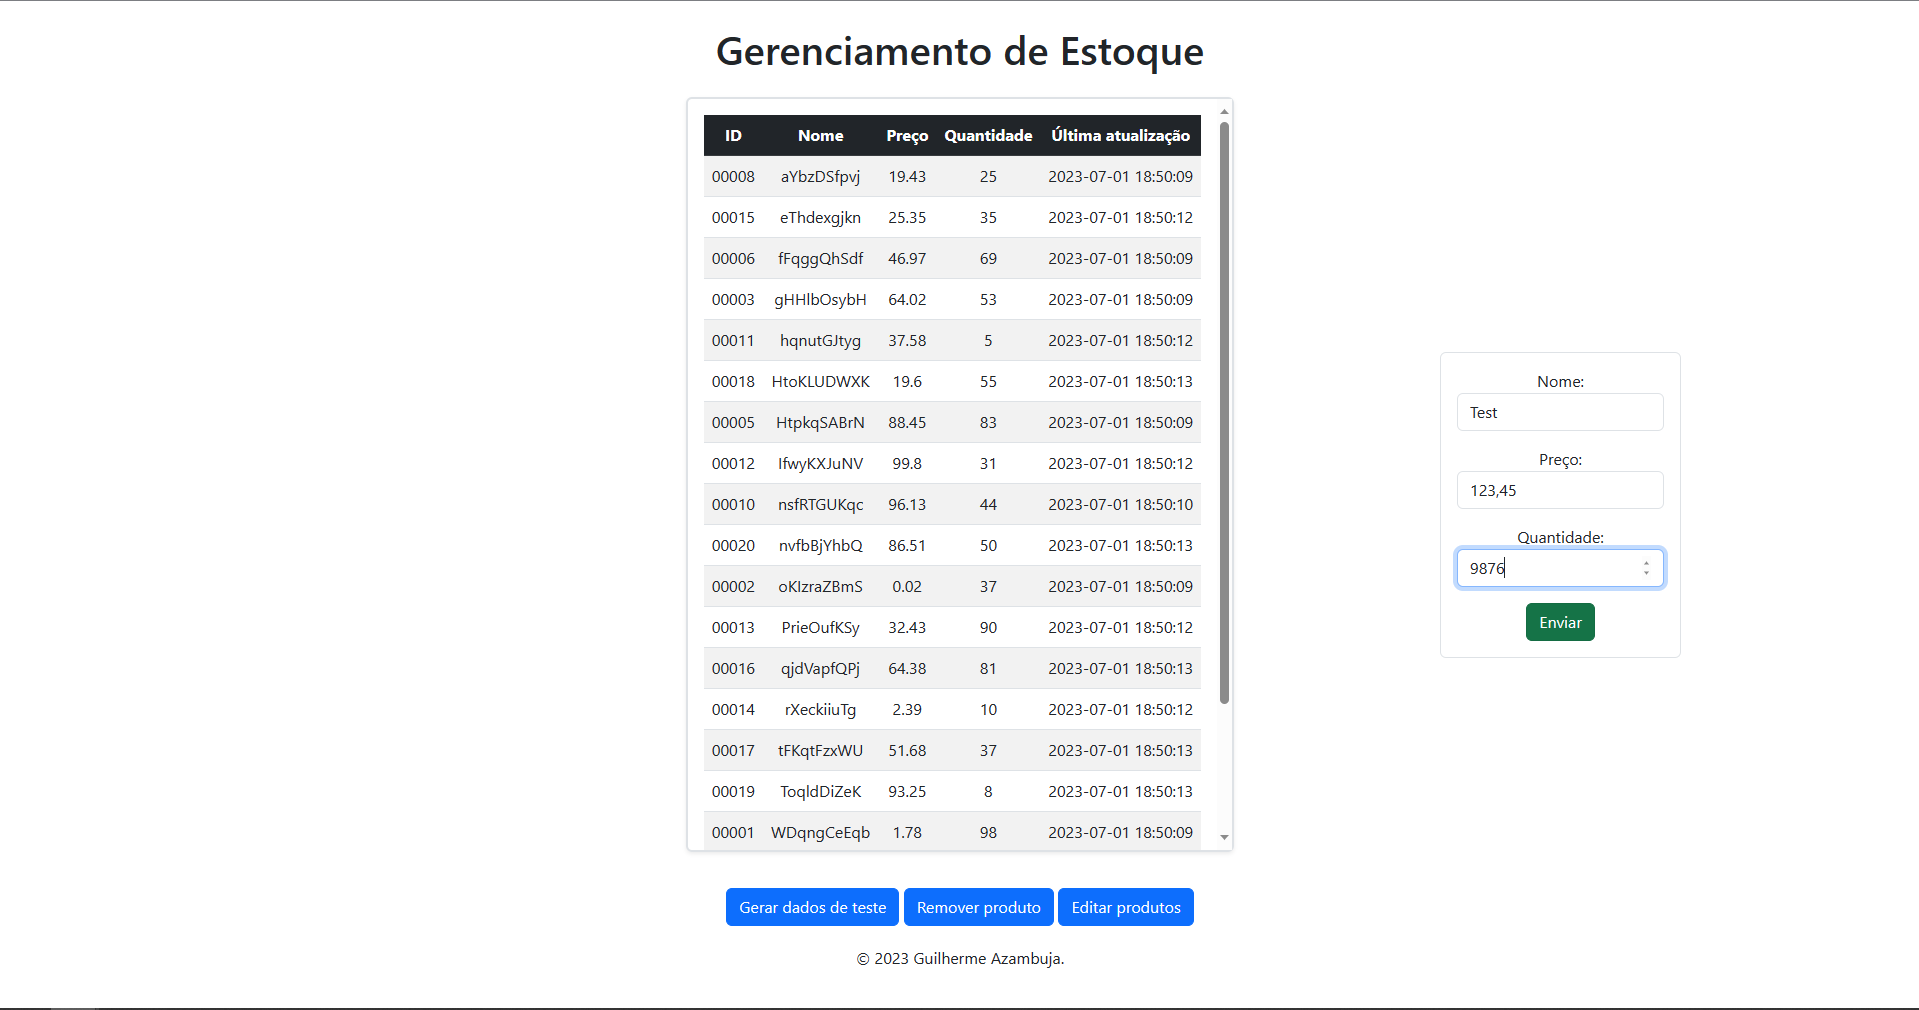 Gerenciamento de Estoque
ID Nome Preço Quantidade Última atualização
00008 aYbzDSfpvj 19.43 25 2023-07-01 18:50:09
00015 eThdexgjkn 25.35 35 2023-07-01 18:50:12
00006 fFqggQhSdf 46.97 69 2023-07-01 18:50:09
00003 gHHlbOsybH 64.02 53 2023-07-01 18:50:09
00011 hqnutGJtyg 37.58 5 2023-07-01 18:50:12
00018 HtoKLUDWXK 19.6 55 2023-07-01 18:50:13
00005 HtpkqSABrN 88.45 83 2023-07-01 18:50:09
00012 IfwyKXJuNV 99.8 31 2023-07-01 18:50:12
00010 nsfRTGUKqc 96.13 44 2023-07-01 18:50:10
00020 nvfbBjYhbQ 86.51 50 2023-07-01 18:50:13
00002 oKIzraZBmS 0.02 37 2023-07-01 18:50:09
00013 PrieOufKSy 32.43 90 2023-07-01 18:50:12
00016 qjdVapfQPj 64.38 81 2023-07-01 18:50:13
00014 rXeckiiuTg 2.39 10 2023-07-01 18:50:12
00017 tFKqtFzxWU 51.68 37 2023-07-01 18:50:13
00019 ToqldDiZeK 93.25 8 2023-07-01 18:50:13
00001 WDqngCeEqb 1.78 98 2023-07-01 18:50:09
Nome:
Test
Preço:
123,45
Quantidade:
9876
Enviar
Gerar dados de teste Remover produto Editar produtos
© 2023 Guilherme Azambuja.